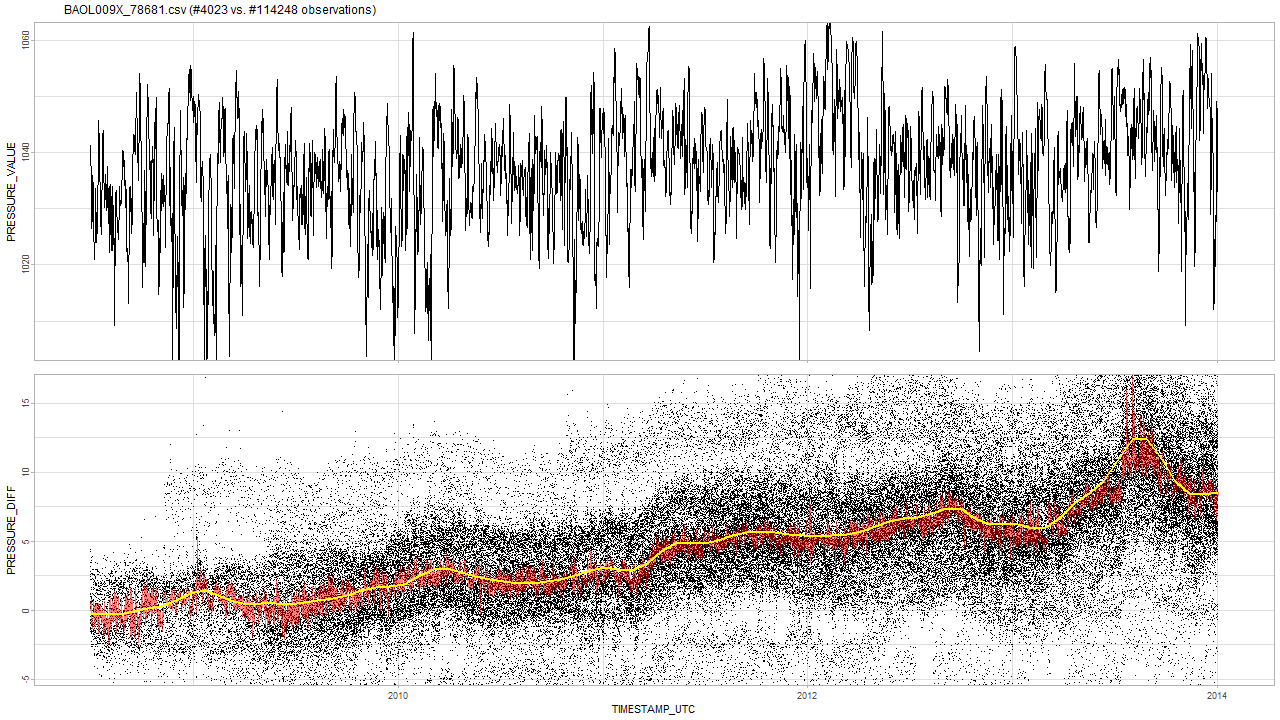 BAOL009X_78681.csv (#4023 vs. #114248 observations)
1060
1040
1020
PRESSURE_VALUE
15
10
5
0
-5
PRESSURE_DIFF
2010
2012
2014
TIMESTAMP_UTC